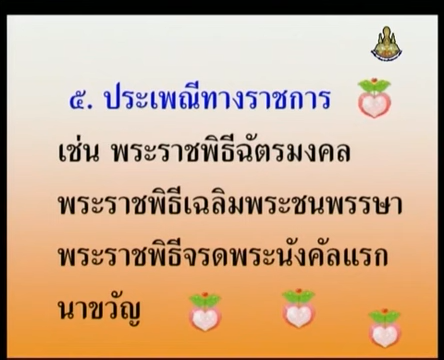 ๕. ประเพณีทางราชการ
เช่น พระราชพิธีฉัตรมงคล
พระราชพิธีเฉลิมพระชนพรรษา
พระราชพิธีจรดพระนังคัลแรก
นาขวัญ